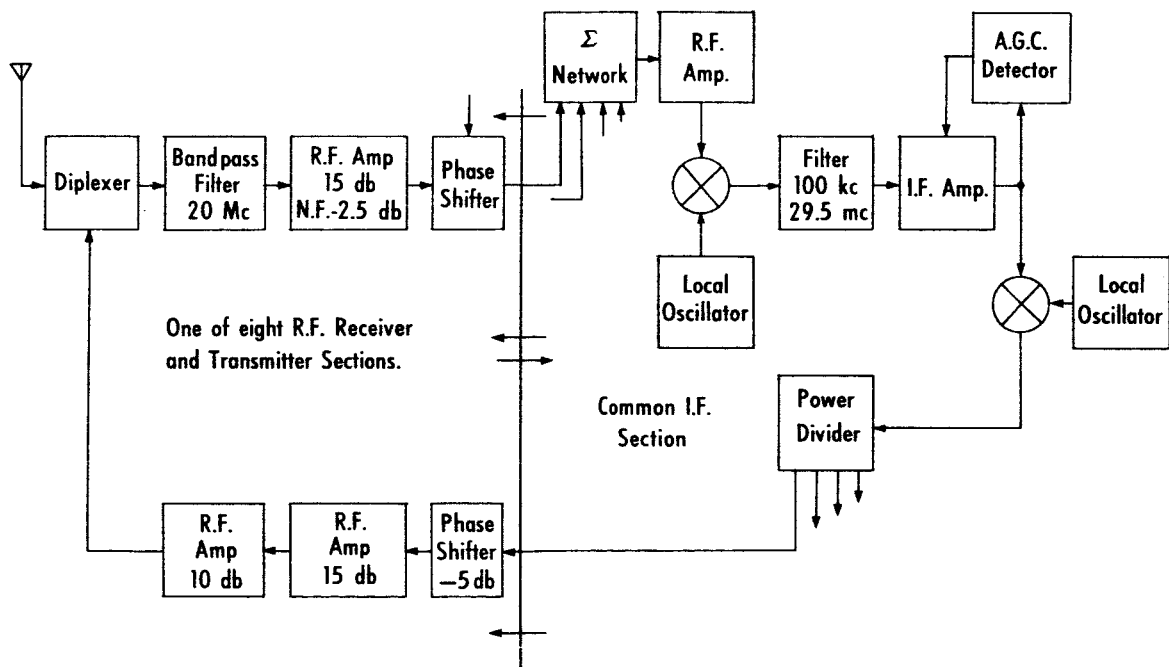 Σ
Network
R.F.
Amp.
A.G.C.
Detector
Diplexer
Bandpass
Filter
20 Mc
R.F. Amp
15 db
N.F.-2.5 db
Phase
Shifter
Filter
100 kc
29.5 mc
I.F. Amp.
Local
Oscillator
Local
Oscillator
One of eight R.F. Receiver
and Transmitter Sections.
Common I.F.
Section
Power
Divider
R.F.
Amp
10 db
R.F.
Amp
15 db
Phase
Shifter
—5 db